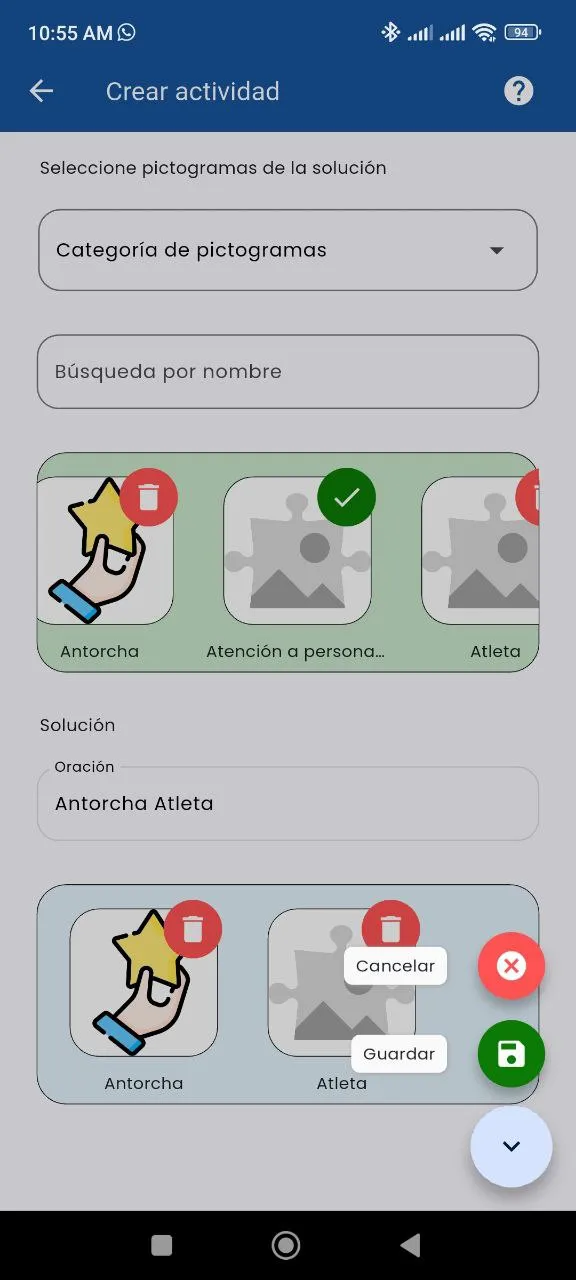 10:55 AM
94
Crear actividad
Seleccione pictogramas de la solución
Categoría de pictogramas
Búsqueda por nombre
Antorcha
Atención a persona...
Atleta
Solución
Oración
Antorcha Atleta
Cancelar
Guardar
Antorcha
Atleta